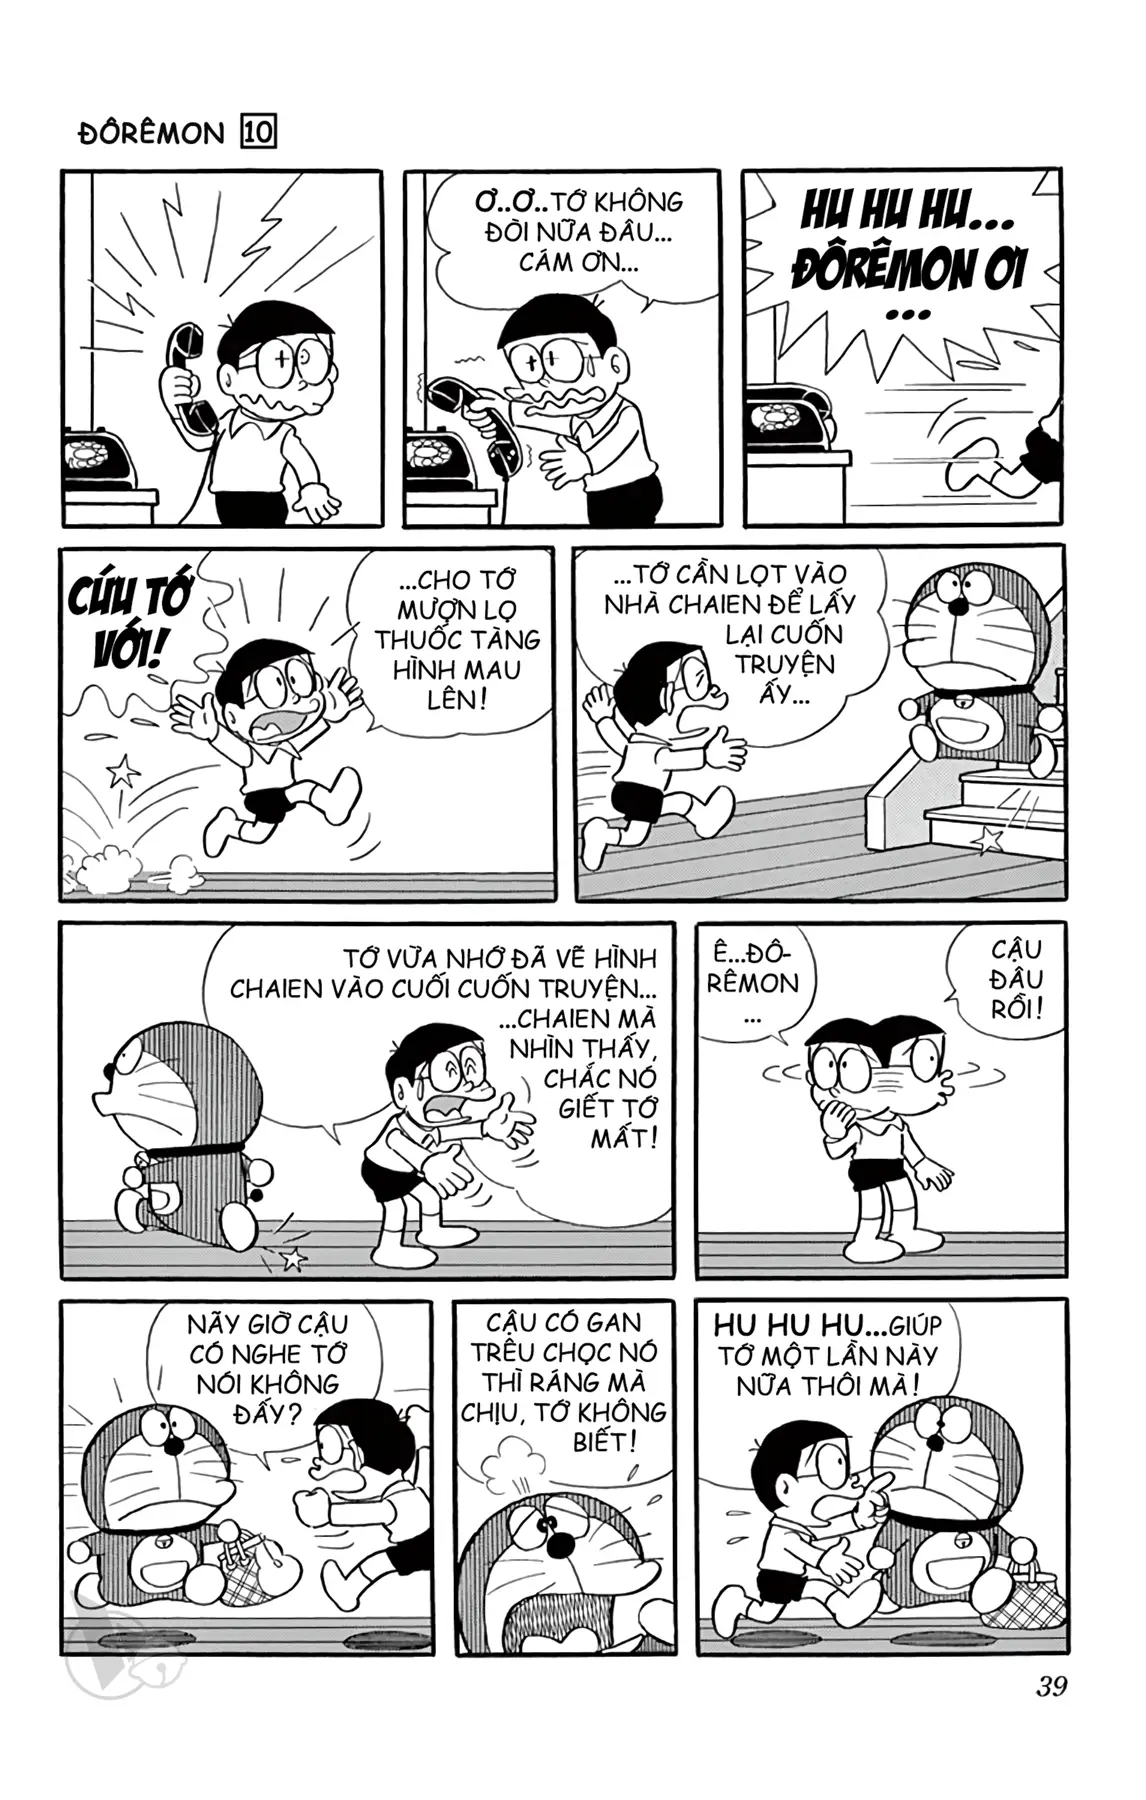 ĐÔRÊMON 10
Ơ..Ơ..TỚ KHÔNG
ĐÒI NỮA ĐÂU...
CÁM ƠN...
HU HU HU...
ĐÔRÊMON ƠI
...
CỨU TỚ
VỚI!
...CHO TỚ
MƯỢN LỌ
THUỐC TÀNG
HÌNH MAU
LÊN!
...TỚ CẦN LỌT VÀO
NHÀ CHAIEN ĐỂ LẤY
LẠI CUỐN
TRUYỆN
ẤY...
TỚ VỪA NHỚ ĐÃ VẼ HÌNH
CHAIEN VÀO CUỐI CUỐN TRUYỆN...
...CHAIEN MÀ
NHÌN THẤY,
CHẮC NÓ
GIẾT TỚ
MẤT!
Ê...ĐÔ-
RÊMON
...
CẬU
ĐÂU
RỒI!
NÃY GIỜ CẬU
CÓ NGHE TỚ
NÓI KHÔNG
ĐẤY?
CẬU CÓ GAN
TRÊU CHỌC NÓ
THÌ RÁNG MÀ
CHỊU, TỚ KHÔNG
BIẾT!
HU HU HU...GIÚP
TỚ MỘT LẦN NÀY
NỮA THÔI MÀ!
39